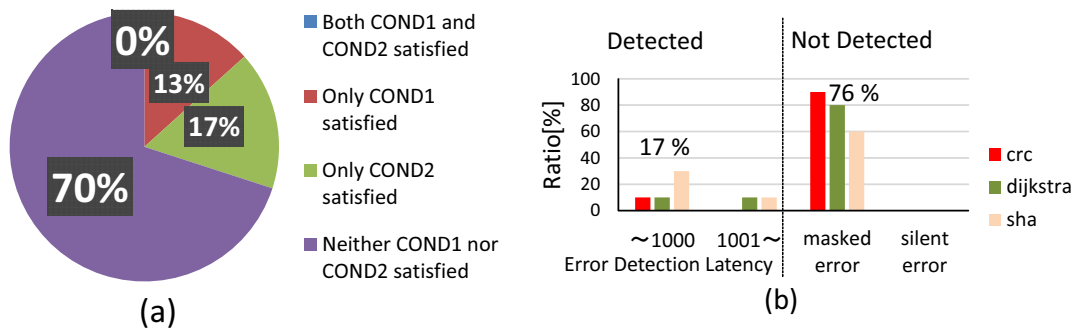 0%
13%
17%
70%
Both COND1 and
COND2 satisfied
Only COND1
satisfied
Only COND2
satisfied
Neither COND1 nor
COND2 satisfied
(a)
Detected
Not Detected
Ratio[%]
100
80
60
40
20
0
17 %
76 %
~1000
1001~
Error Detection Latency
masked
error
silent
error
crc
dijkstra
sha
(b)